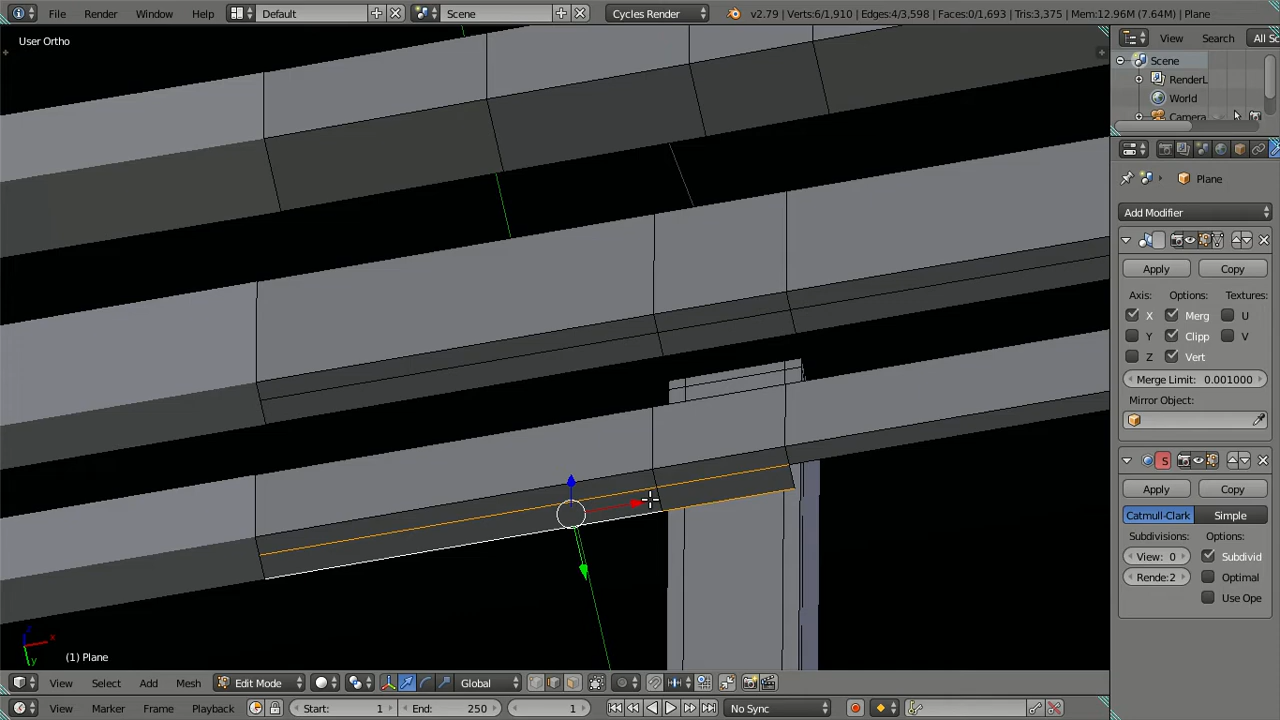 File Render Window Help Default Scene Cycles Render v2.79 | Verts:6/1,910 | Edges:4/3,598 | Faces:0/1,693 | Tris:3,375 | Mem:12.96M (7.64M) | Plane
User Ortho
View Search All Sc
Scene
RenderL
World
Camera
Plane
Add Modifier
Apply Copy
Axis: Options: Textures:
X Merg U
Y Clipp V
Z Vert
Merge Limit: 0.001000
Mirror Object:
S
Apply Copy
Catmull-Clark Simple
Subdivisions: Options:
View: 0 Subdivid
Rende:2 Optimal
Use Ope
z x y
(1) Plane
View Select Add Mesh Edit Mode Global
View Marker Frame Playback Start: 1 End: 250 1 No Sync